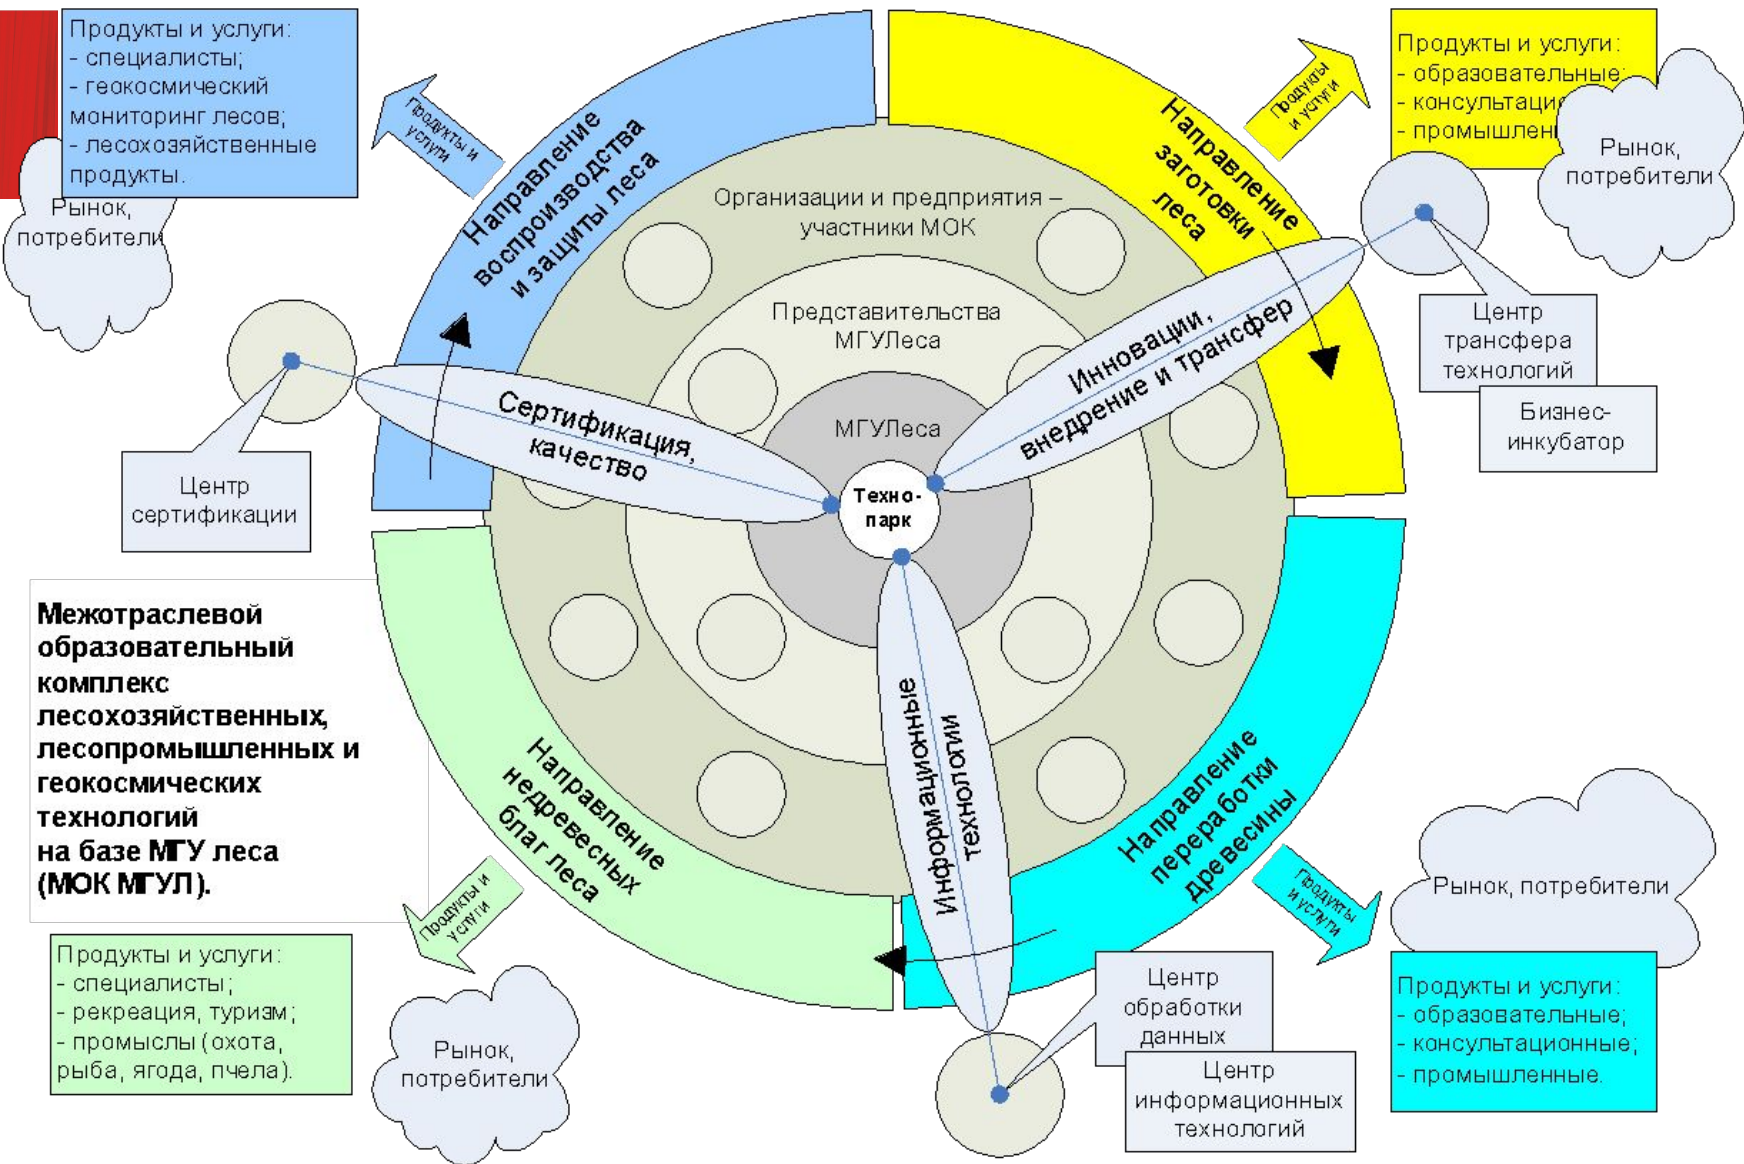 Продукты и услуги:
- специалисты;
- геокосмический
мониторинг лесов;
- лесохозяйственные
продукты.
Рынок,
потребители
Продукты и
услуги
Направление
воспроизводства
и защиты леса
Продукты
и услуги
Направление
заготовки
леса
Продукты и услуги:
- образовательные;
- консультацио
- промышлен
Рынок,
потребители
Организации и предприятия –
участники МОК
Представительства
МГУЛеса
МГУЛеса
Техно-
парк
Сертификация,
качество
Инновации,
внедрение и трансфер
Информационные
технологии
Центр
трансфера
технологий
Бизнес-
инкубатор
Центр
сертификации
Межотраслевой
образовательный
комплекс
лесохозяйственных,
лесопромышленных и
геокосмических
технологий
на базе МГУ леса
(МОК МГУЛ).
Направление
недревесных
благ леса
Продукты и
услуги
Направление
переработки
древесины
Продукты
и услуги
Рынок, потребители
Продукты и услуги:
- специалисты;
- рекреация, туризм;
- промыслы (охота,
рыба, ягода, пчела).
Рынок,
потребители
Центр
обработки
данных
Центр
информационных
технологий
Продукты и услуги:
- образовательные;
- консультационные;
- промышленные.